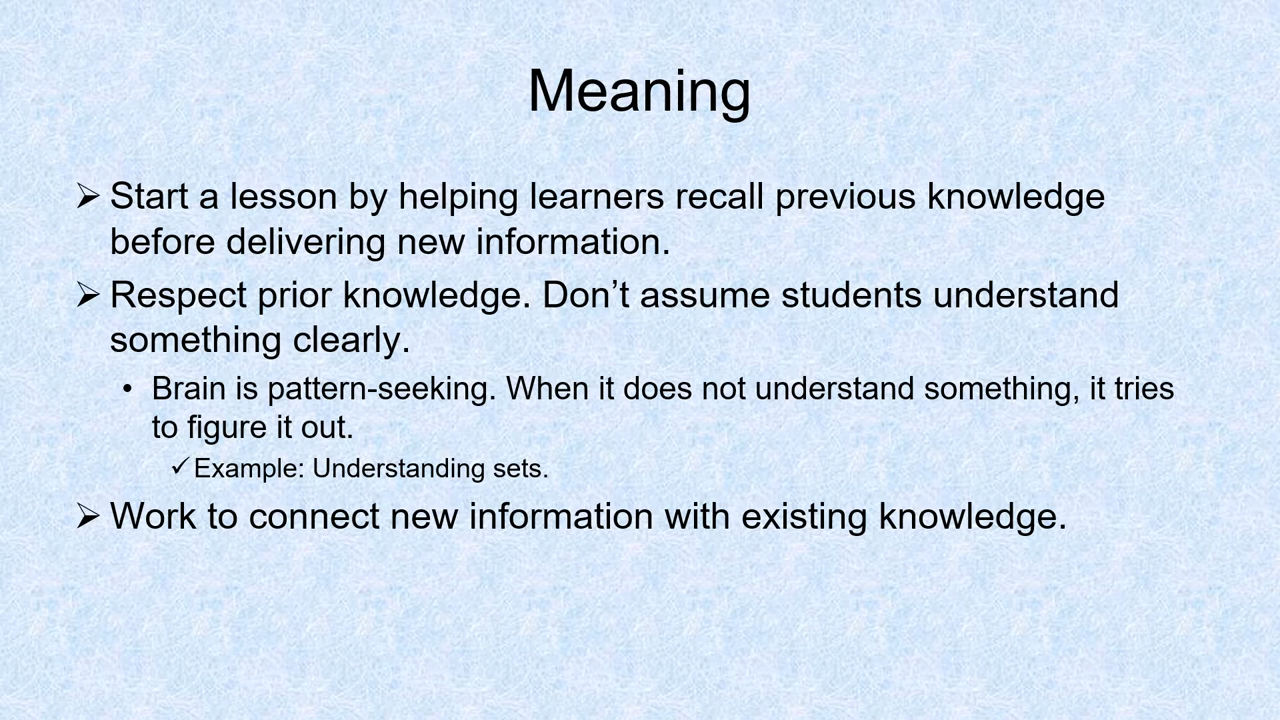 Meaning
➢ Start a lesson by helping learners recall previous knowledge
before delivering new information.
➢ Respect prior knowledge. Don’t assume students understand
something clearly.
• Brain is pattern-seeking. When it does not understand something, it tries
to figure it out.
✓ Example: Understanding sets.
➢ Work to connect new information with existing knowledge.